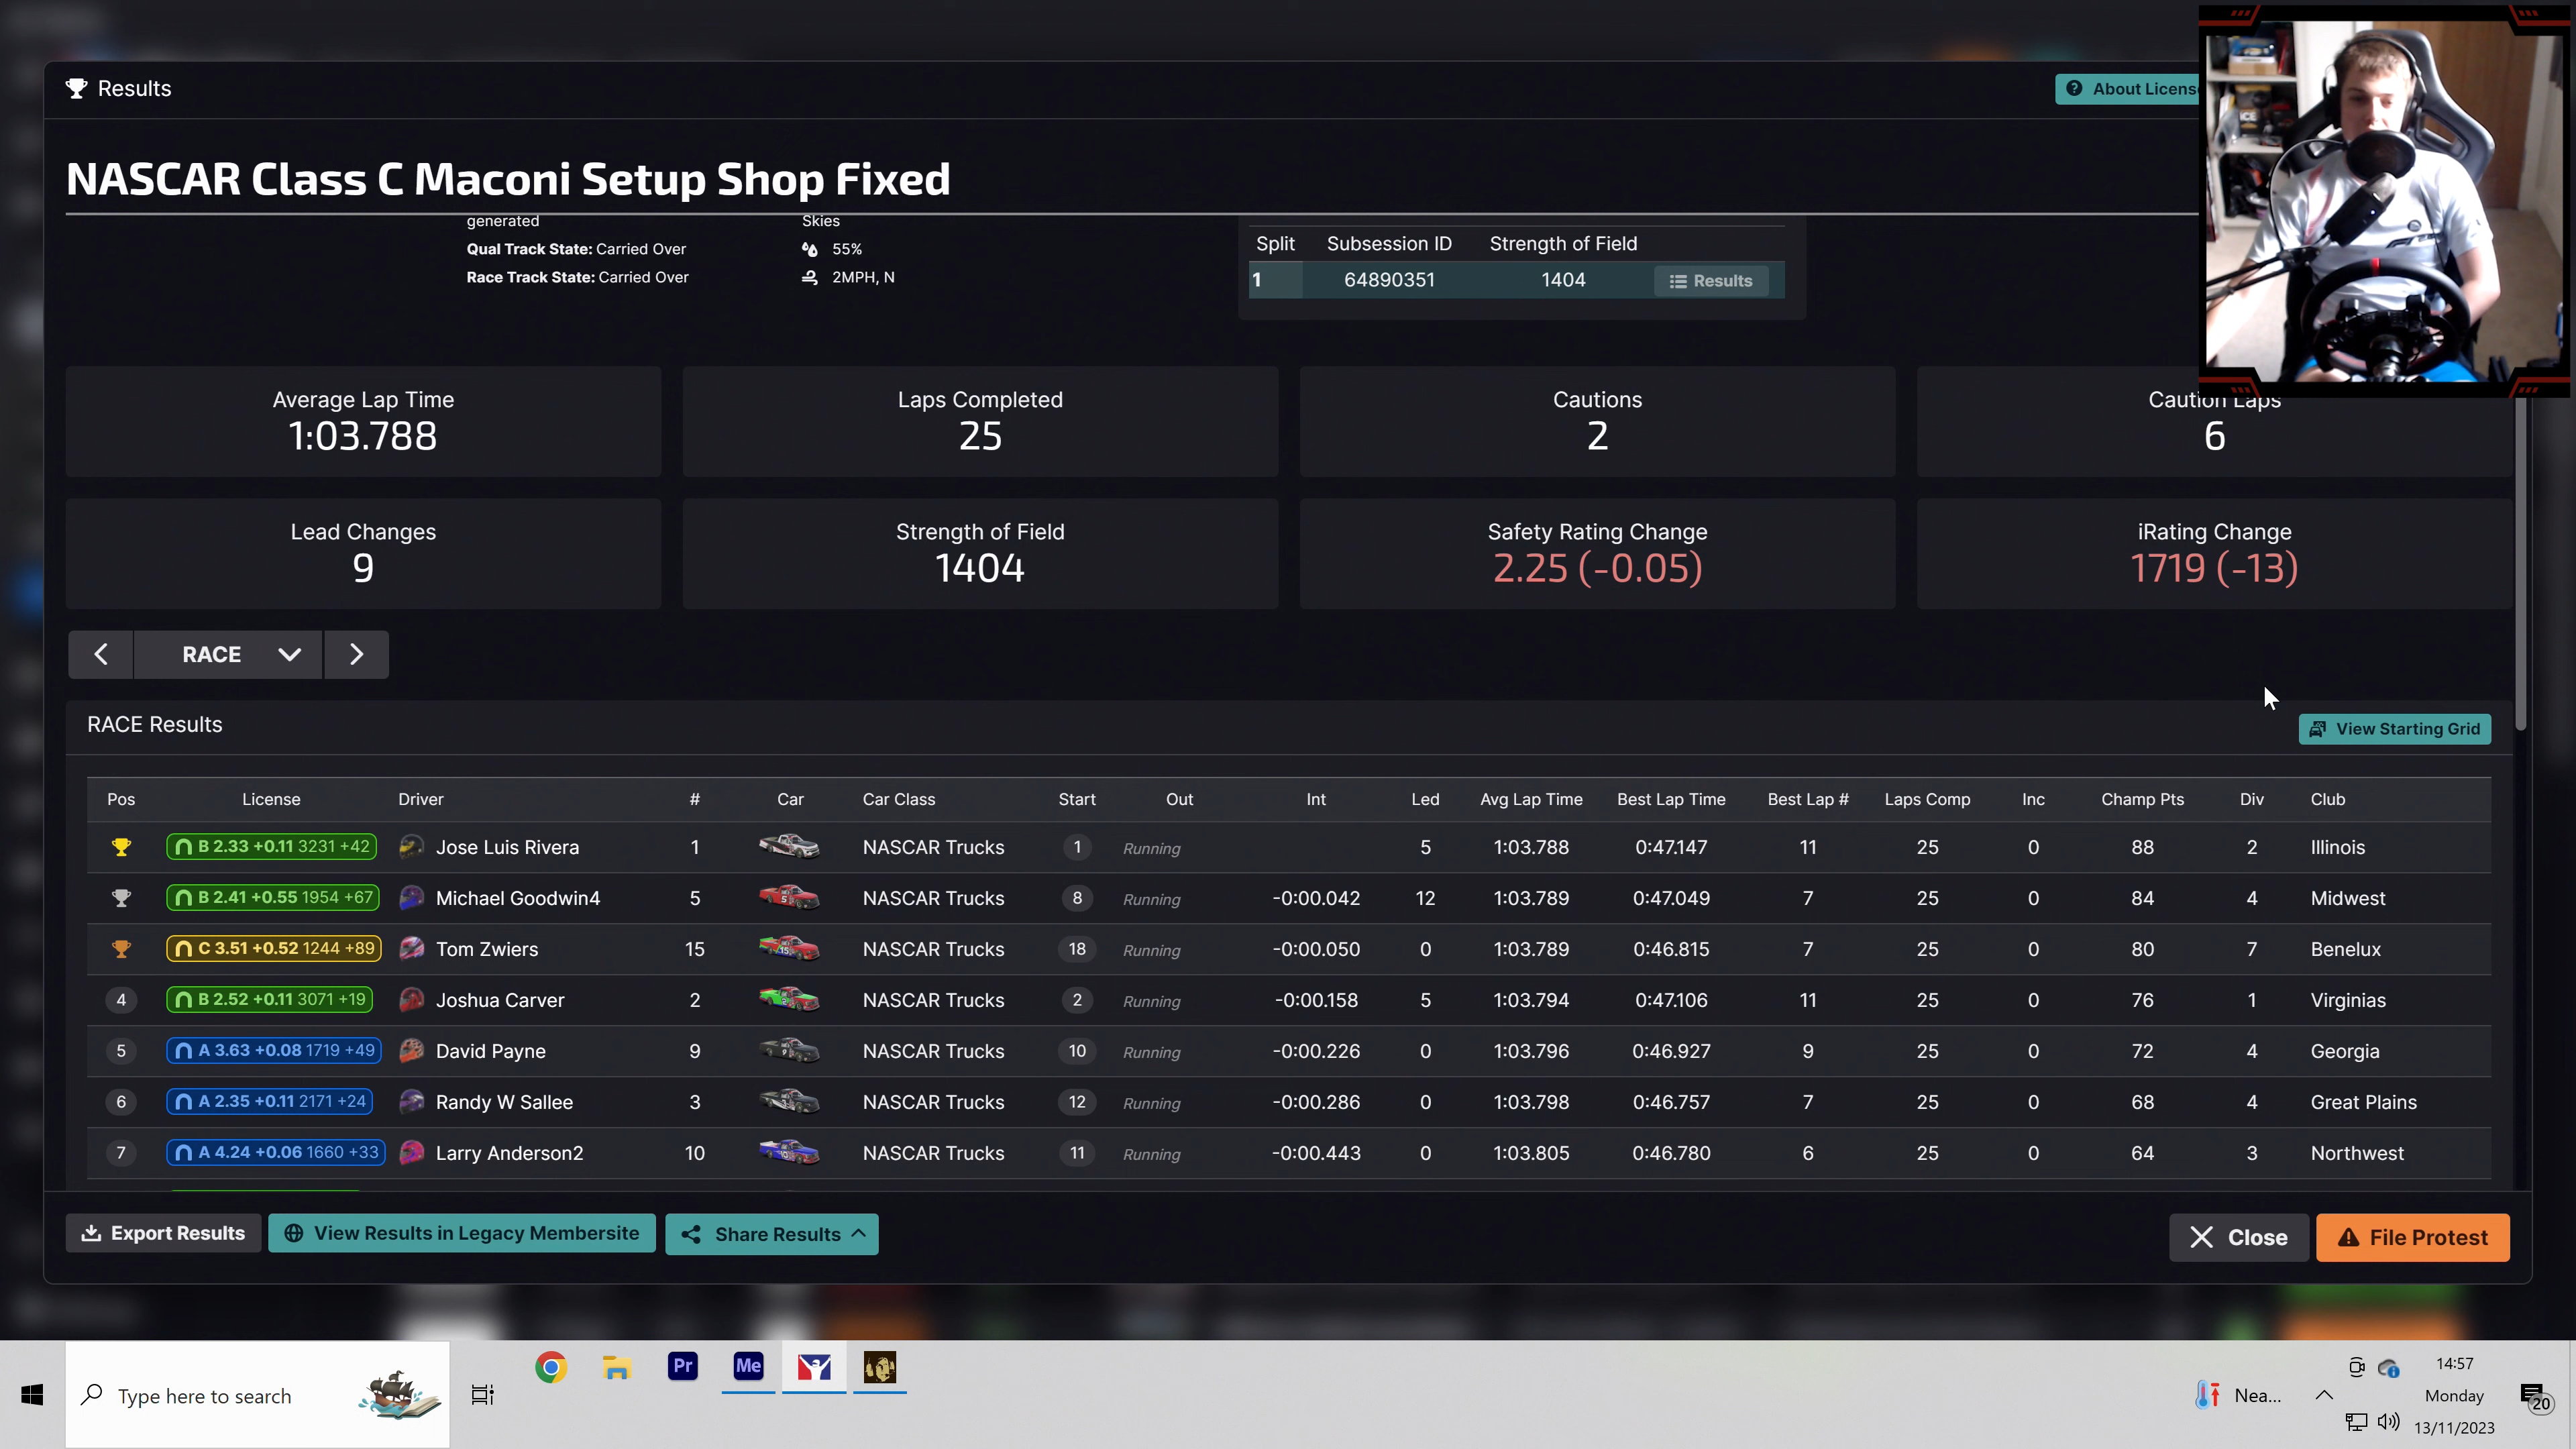 Results
About License
NASCAR Class C Maconi Setup Shop Fixed
generated
Skies
Qual Track State: Carried Over
55%
Race Track State: Carried Over
2MPH, N
Split Subsession ID Strength of Field
1 64890351 1404 Results
Average Lap Time
1:03.788
Laps Completed
25
Cautions
2
Caution Laps
6
Lead Changes
9
Strength of Field
1404
Safety Rating Change
2.25 (-0.05)
iRating Change
1719 (-13)
RACE
RACE Results
View Starting Grid
Pos License Driver # Car Car Class Start Out Int Led Avg Lap Time Best Lap Time Best Lap # Laps Comp Inc Champ Pts Div Club
B 2.33 +0.11 3231 +42 Jose Luis Rivera 1 NASCAR Trucks 1 Running 5 1:03.788 0:47.147 11 25 0 88 2 Illinois
B 2.41 +0.55 1954 +67 Michael Goodwin4 5 NASCAR Trucks 8 Running -0:00.042 12 1:03.789 0:47.049 7 25 0 84 4 Midwest
C 3.51 +0.52 1244 +89 Tom Zwiers 15 NASCAR Trucks 18 Running -0:00.050 0 1:03.789 0:46.815 7 25 0 80 7 Benelux
4 B 2.52 +0.11 3071 +19 Joshua Carver 2 NASCAR Trucks 2 Running -0:00.158 5 1:03.794 0:47.106 11 25 0 76 1 Virginias
5 A 3.63 +0.08 1719 +49 David Payne 9 NASCAR Trucks 10 Running -0:00.226 0 1:03.796 0:46.927 9 25 0 72 4 Georgia
6 A 2.35 +0.11 2171 +24 Randy W Sallee 3 NASCAR Trucks 12 Running -0:00.286 0 1:03.798 0:46.757 7 25 0 68 4 Great Plains
7 A 4.24 +0.06 1660 +33 Larry Anderson2 10 NASCAR Trucks 11 Running -0:00.443 0 1:03.805 0:46.780 6 25 0 64 3 Northwest
Export Results View Results in Legacy Membersite Share Results Close File Protest
Type here to search
Pr
Me
Nea...
14:57
Monday
13/11/2023
20